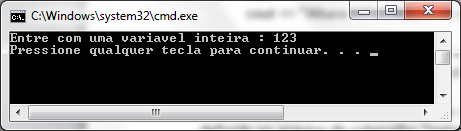 C:\Windows\system32\cmd.exe
Entre com uma variavel inteira : 123
Pressione qualquer tecla para continuar. . . _